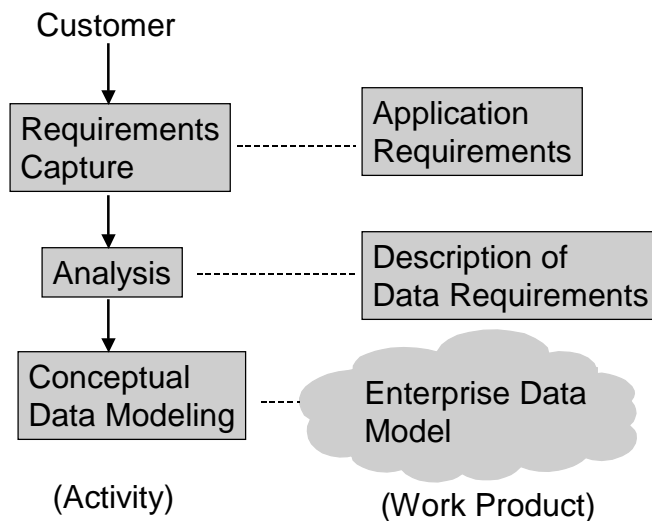 Customer
Requirements
Capture
Application
Requirements
Analysis
Description of
Data Requirements
Conceptual
Data Modeling
Enterprise Data
Model
(Activity)
(Work Product)